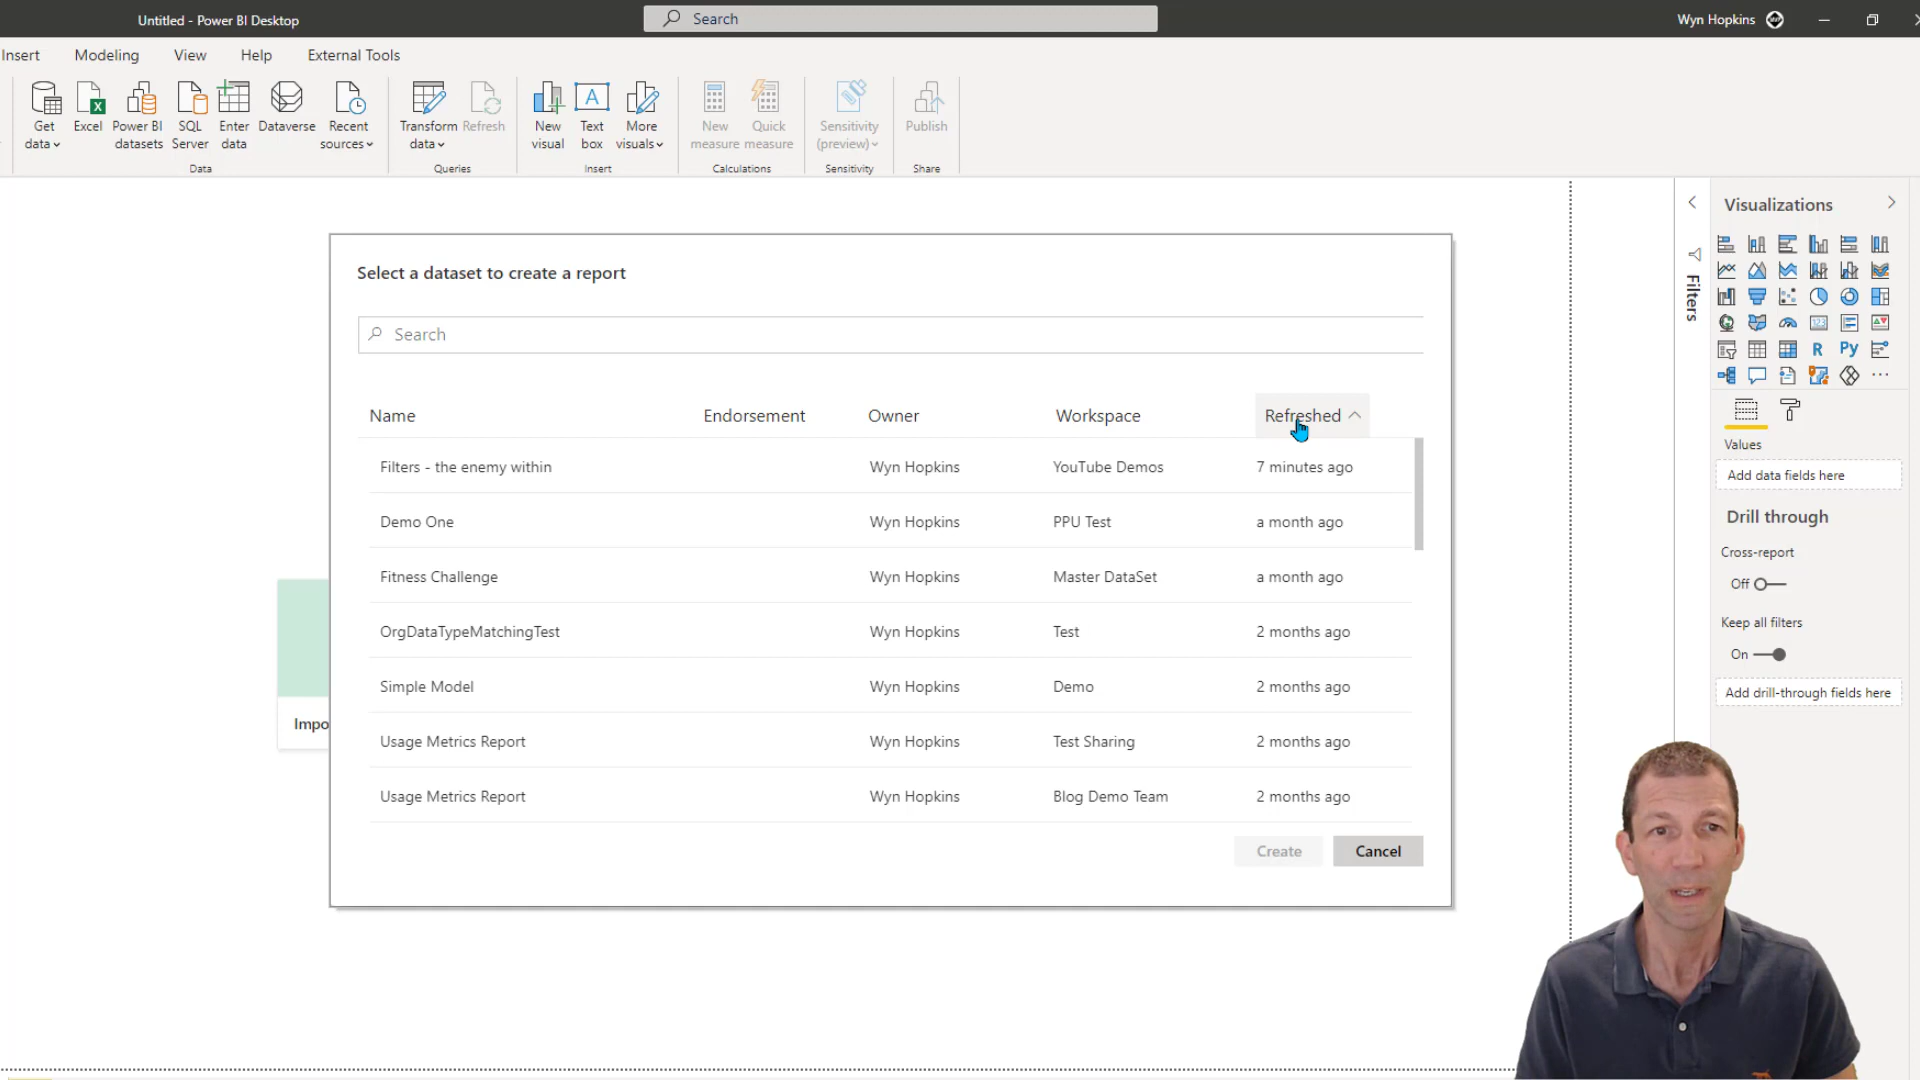 Untitled - Power BI Desktop
Search
Wyn Hopkins
Insert
Modeling
View
Help
External Tools
Get data
Excel
Power BI datasets
SQL Server
Enter data
Dataverse
Recent sources
Transform data
Refresh
New visual
Text box
More visuals
New measure
Quick measure
Sensitivity (preview)
Publish
Data
Queries
Insert
Calculations
Sensitivity
Share
Select a dataset to create a report
Search
Name Endorsement Owner Workspace Refreshed
Filters - the enemy within Wyn Hopkins YouTube Demos 7 minutes ago
Demo One Wyn Hopkins PPU Test a month ago
Fitness Challenge Wyn Hopkins Master DataSet a month ago
OrgDataTypeMatchingTest Wyn Hopkins Test 2 months ago
Simple Model Wyn Hopkins Demo 2 months ago
Usage Metrics Report Wyn Hopkins Test Sharing 2 months ago
Usage Metrics Report Wyn Hopkins Blog Demo Team 2 months ago
Create
Cancel
Impo
Filters
Visualizations
R
Py
Values
Add data fields here
Drill through
Cross-report
Off
Keep all filters
On
Add drill-through fields here